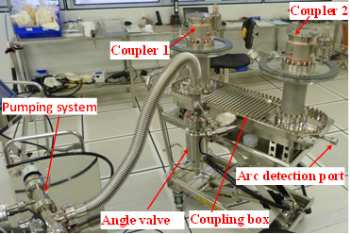 Coupler 2
Coupler 1
Pumping system
Arc detection port
Angle valve
Coupling box